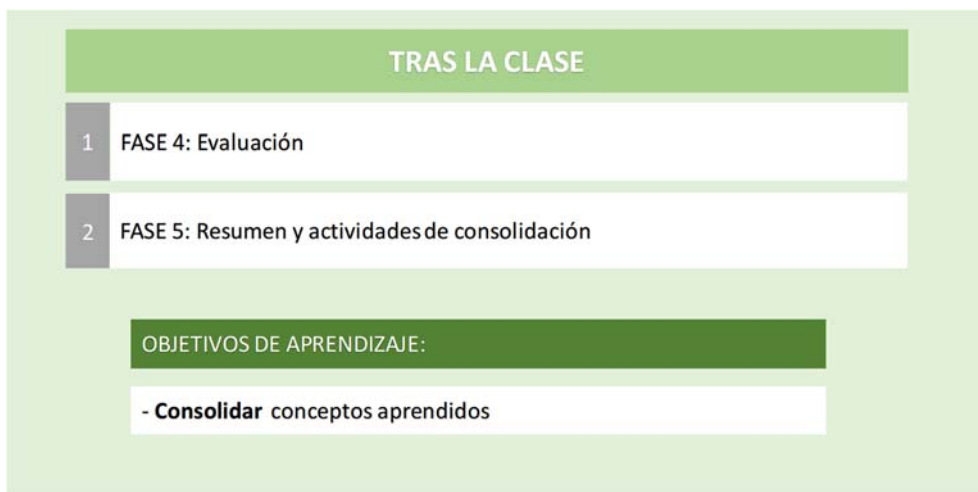 TRAS LA CLASE
1 FASE 4: Evaluación
2 FASE 5: Resumen y actividades de consolidación
OBJETIVOS DE APRENDIZAJE:
- Consolidar conceptos aprendidos